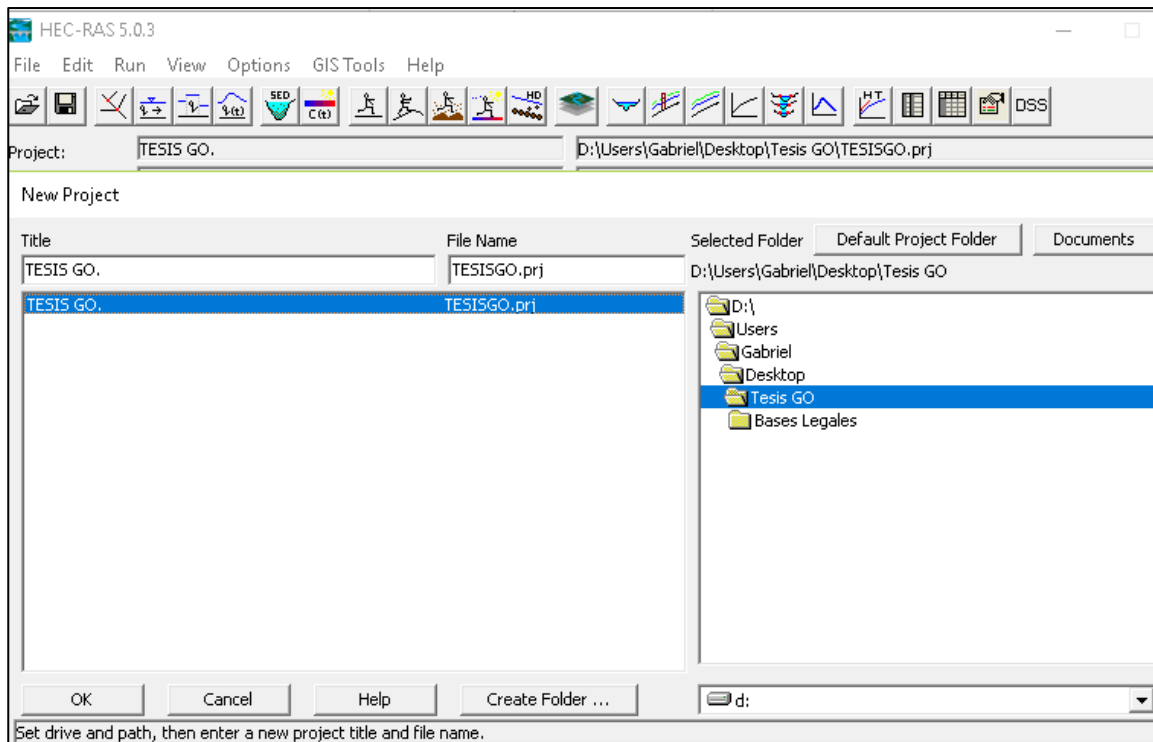 HEC-RAS 5.0.3
File Edit Run View Options GIS Tools Help
SED C(t) HD HT DSS
Project: TESIS GO. D:\Users\Gabriel\Desktop\Tesis GO\TESISGO.prj
New Project
Title File Name Selected Folder Default Project Folder Documents
TESIS GO. TESISGO.prj D:\Users\Gabriel\Desktop\Tesis GO
TESIS GO. TESISGO.prj
D:\
Users
Gabriel
Desktop
Tesis GO
Bases Legales
OK Cancel Help Create Folder ... d:
Set drive and path, then enter a new project title and file name.